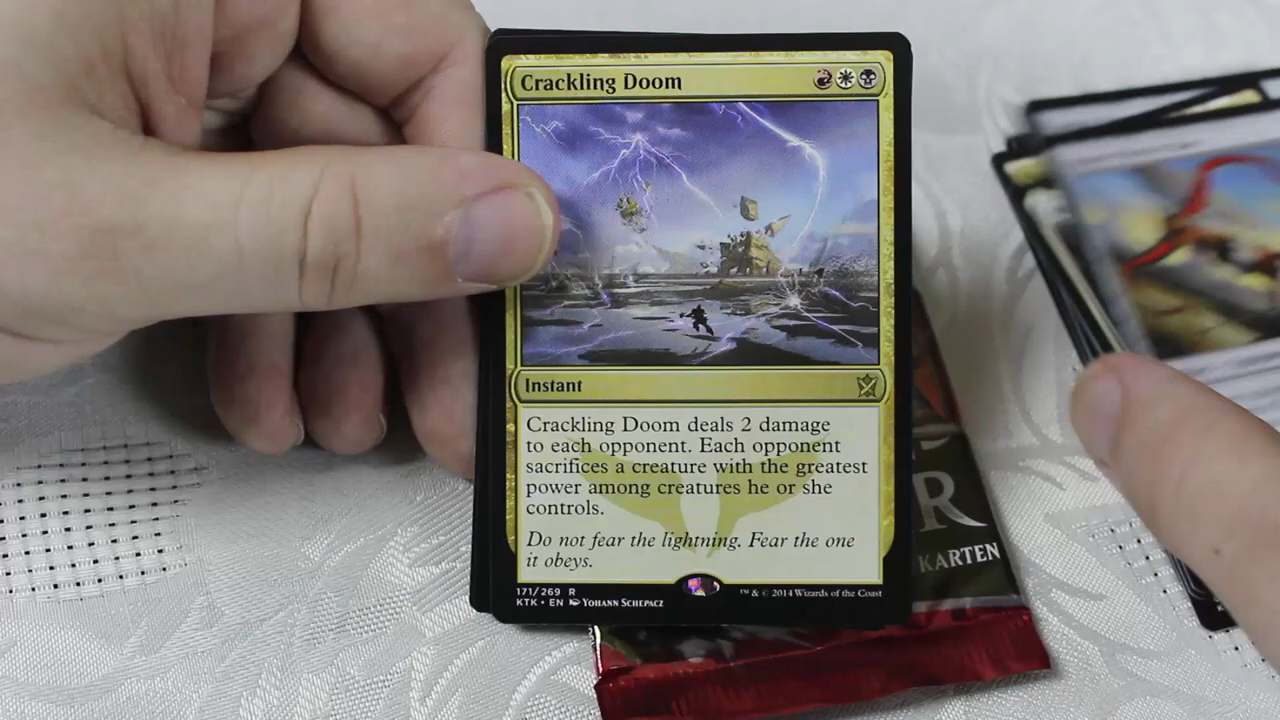 Crackling Doom
Instant
Crackling Doom deals 2 damage
to each opponent. Each opponent
sacrifices a creature with the greatest
power among creatures he or she
controls.
Do not fear the lightning. Fear the one
it obeys.
171/269 R
KTK • EN Yohann Schepacz
™ & © 2014 Wizards of the Coast
R
KARTEN